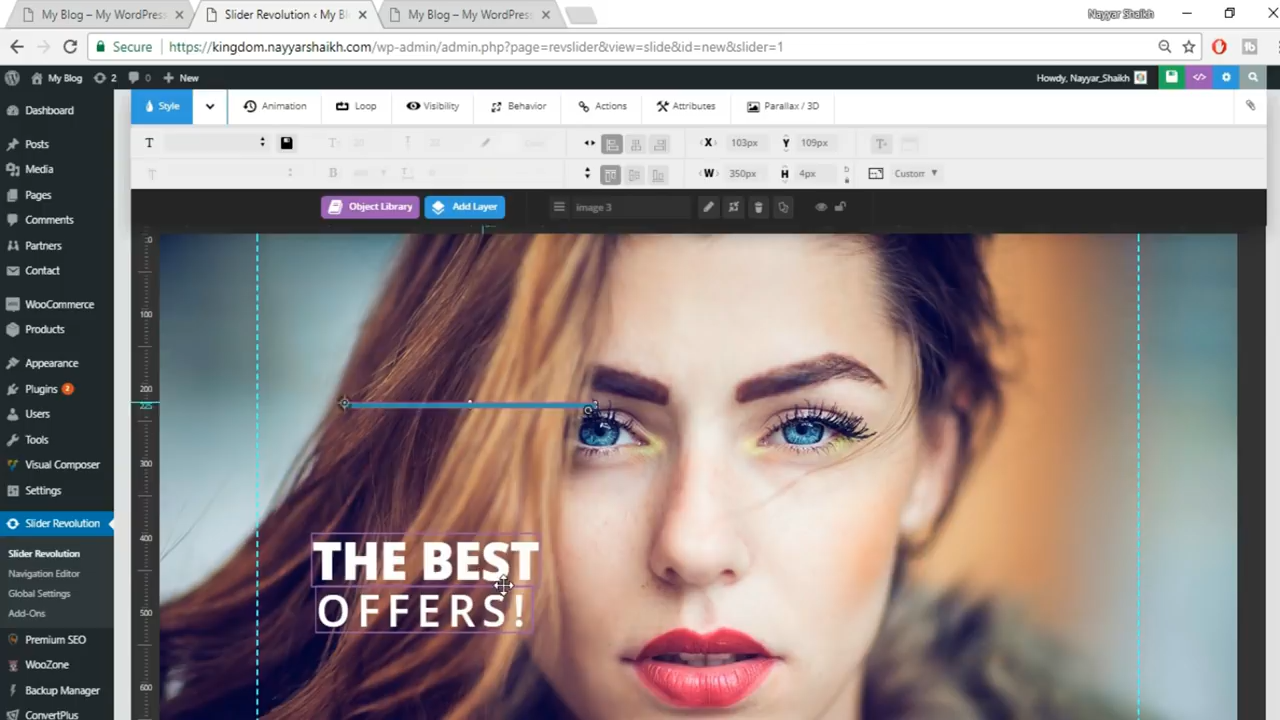 My Blog – My WordPress
Slider Revolution ‹ My Bl
My Blog – My WordPress
Nayyar Shaikh
Secure
https://kingdom.nayyarshaikh.com/wp-admin/admin.php?page=revslider&view=slide&id=new&slider=1
My Blog 2 0 New
Howdy, Nayyar_Shaikh
Dashboard
Posts
Media
Pages
Comments
Partners
Contact
WooCommerce
Products
Appearance
Plugins 2
Users
Tools
Visual Composer
Settings
Slider Revolution
Slider Revolution
Navigation Editor
Global Settings
Add-Ons
Premium SEO
WooZone
Backup Manager
ConvertPlus
Style
Animation
Loop
Visibility
Behavior
Actions
Attributes
Parallax / 3D
X 103px Y 109px
W 350px H 4px Custom
Object Library
Add Layer
image 3
100
200
225
300
400
500
600
THE BEST
OFFERS!